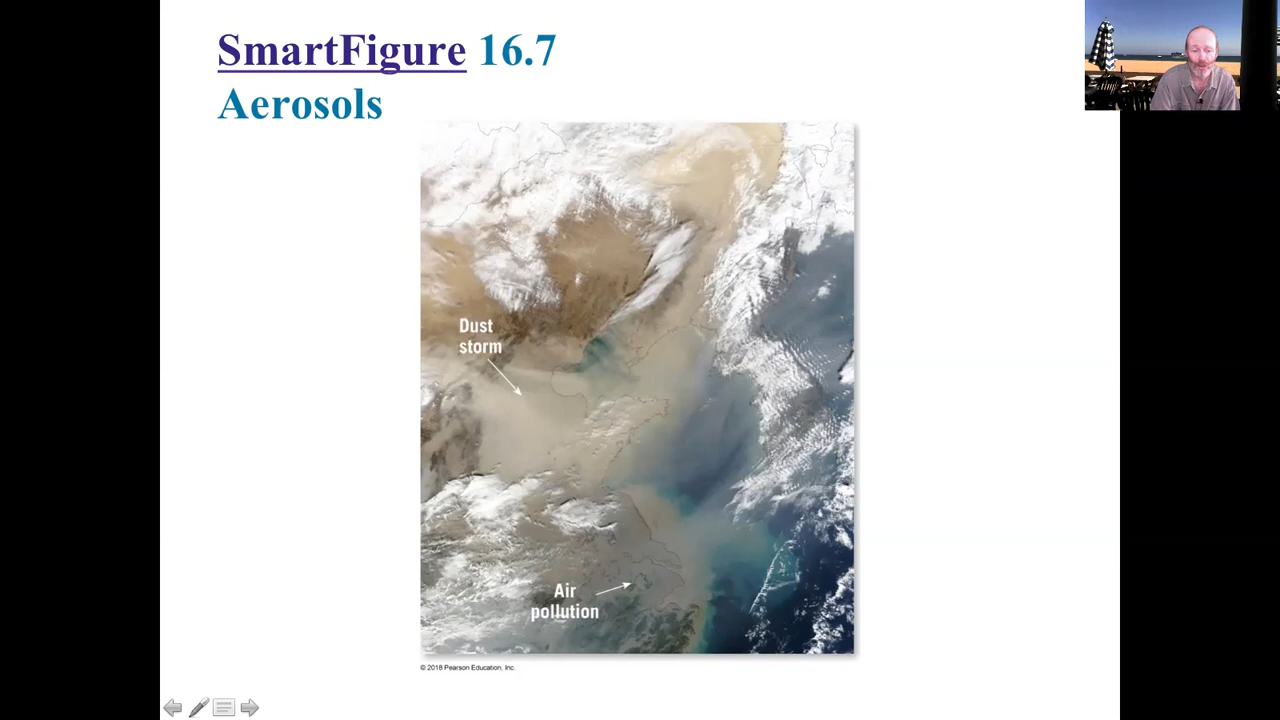 SmartFigure 16.7
Aerosols
Dust
storm
Air
pollution
© 2018 Pearson Education, Inc.